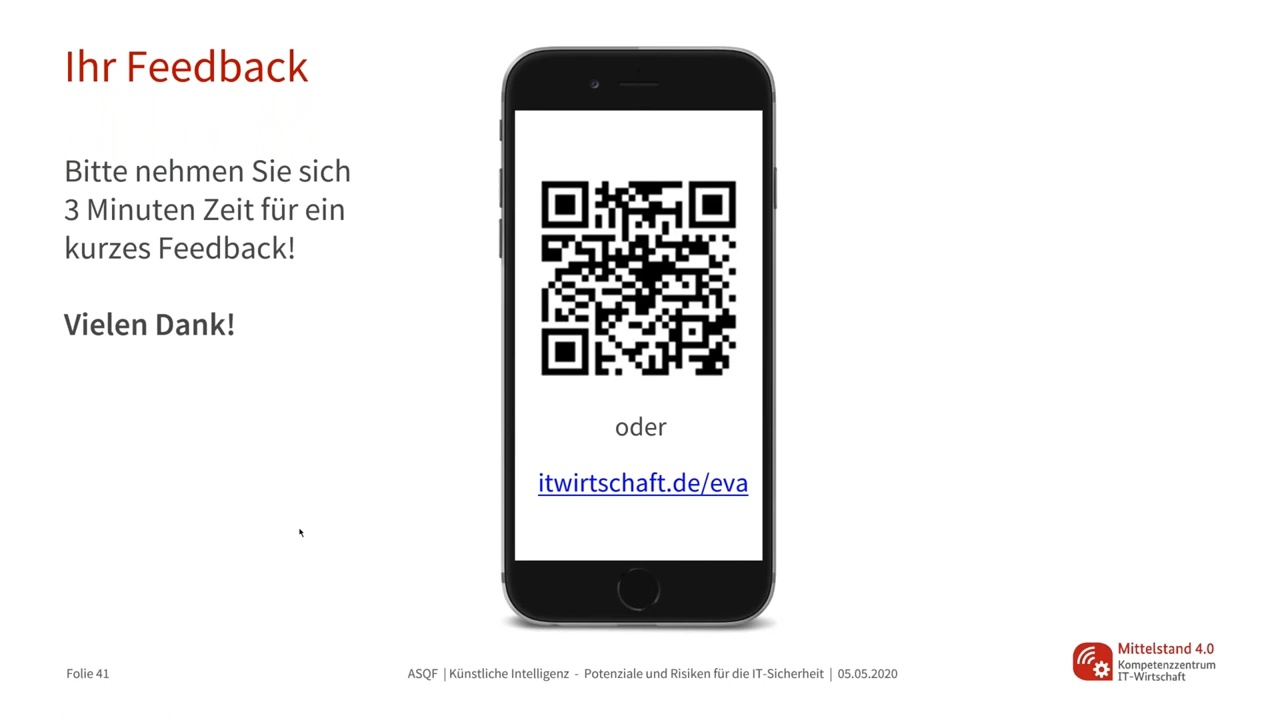 Ihr Feedback
Bitte nehmen Sie sich
3 Minuten Zeit für ein
kurzes Feedback!
Vielen Dank!
oder
itwirtschaft.de/eva
Folie 41
ASQF | Künstliche Intelligenz - Potenziale und Risiken für die IT-Sicherheit | 05.05.2020
Mittelstand 4.0
Kompetenzzentrum
IT-Wirtschaft